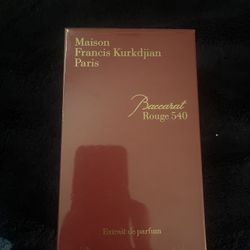 Maison
Francis Kurkdjian
Paris
Baccarat
Rouge 540
Extrait de parfum